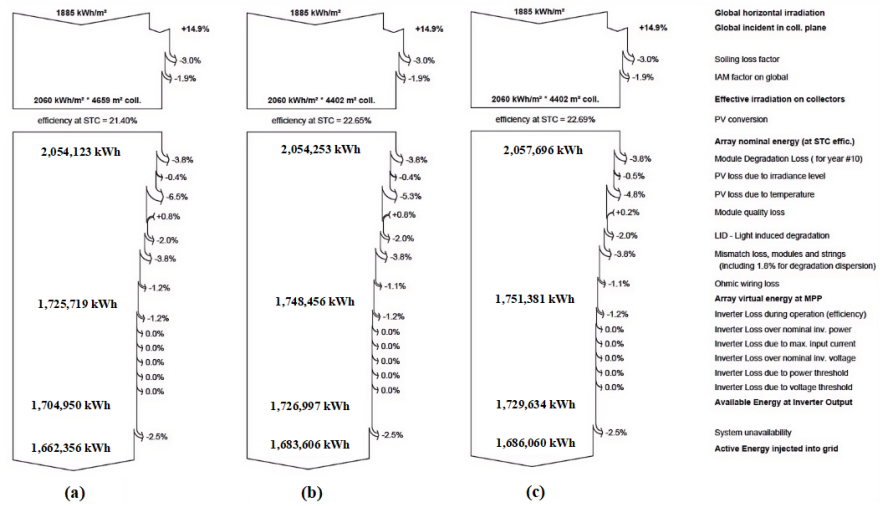 1885 kWh/m²
+14.9%
-3.0%
-1.9%
2060 kWh/m² * 4659 m² coll.
efficiency at STC = 21.40%
2,054,123 kWh
-3.8%
-0.4%
-6.5%
+0.8%
-2.0%
-3.8%
-1.2%
1,725,719 kWh
-1.2%
0.0%
0.0%
0.0%
0.0%
0.0%
1,704,950 kWh
-2.5%
1,662,356 kWh
(a)
1885 kWh/m²
+14.9%
-3.0%
-1.9%
2060 kWh/m² * 4402 m² coll.
efficiency at STC = 22.65%
2,054,253 kWh
-3.8%
-0.4%
-5.3%
+0.8%
-2.0%
-3.8%
-1.1%
1,748,456 kWh
-1.2%
0.0%
0.0%
0.0%
0.0%
0.0%
1,726,997 kWh
-2.5%
1,683,606 kWh
(b)
1885 kWh/m²
+14.9%
-3.0%
-1.9%
2060 kWh/m² * 4402 m² coll.
efficiency at STC = 22.69%
2,057,696 kWh
-3.8%
-0.5%
-4.8%
+0.2%
-2.0%
-3.8%
-1.1%
1,751,381 kWh
-1.2%
0.0%
0.0%
0.0%
0.0%
0.0%
1,729,634 kWh
-2.5%
1,686,060 kWh
(c)
Global horizontal irradiation
Global incident in coll. plane
Soiling loss factor
IAM factor on global
Effective irradiation on collectors
PV conversion
Array nominal energy (at STC effic.)
Module Degradation Loss ( for year #10)
PV loss due to irradiance level
PV loss due to temperature
Module quality loss
LID - Light induced degradation
Mismatch loss, modules and strings
(including 1.8% for degradation dispersion)
Ohmic wiring loss
Array virtual energy at MPP
Inverter Loss during operation (efficiency)
Inverter Loss over nominal inv. power
Inverter Loss due to max. input current
Inverter Loss over nominal inv. voltage
Inverter Loss due to power threshold
Inverter Loss due to voltage threshold
Available Energy at Inverter Output
System unavailability
Active Energy injected into grid